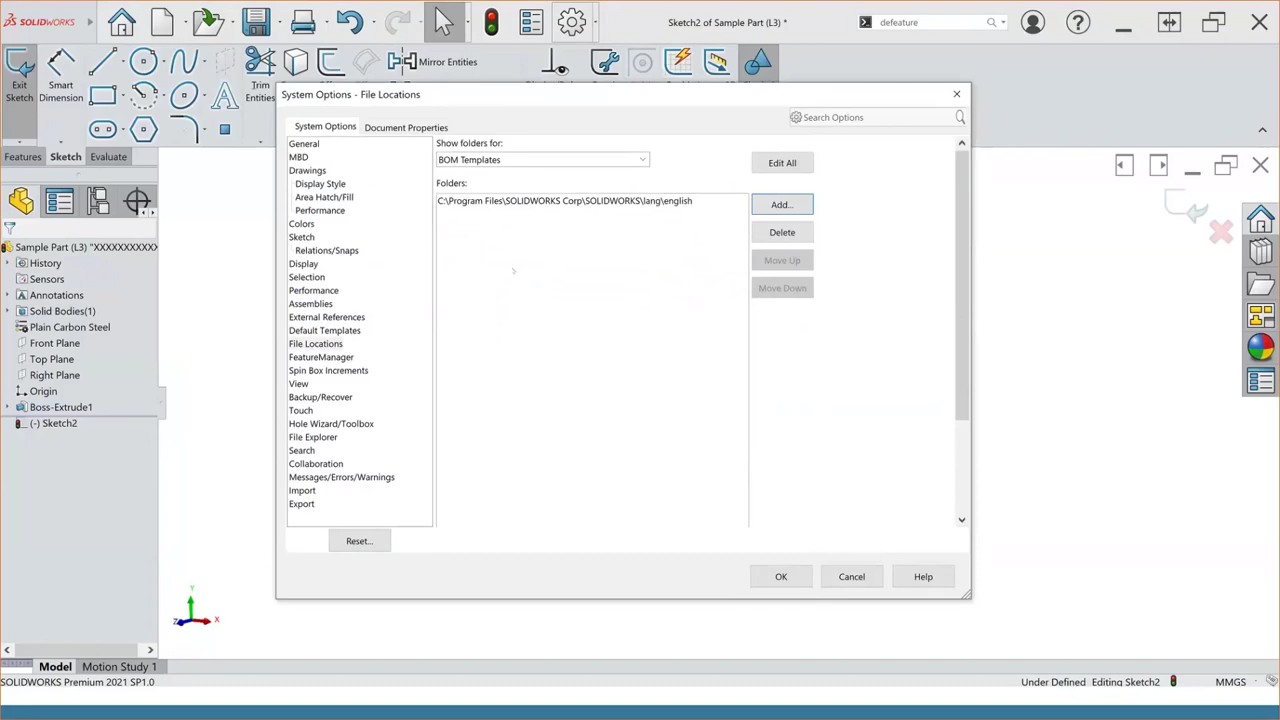 SOLIDWORKS
Sketch2 of Sample Part (L3) *
defeature
Exit Sketch
Smart Dimension
Trim Entities
Mirror Entities
Features
Sketch
Evaluate
Sample Part (L3) "XXXXXXXXXX
History
Sensors
Annotations
Solid Bodies(1)
Plain Carbon Steel
Front Plane
Top Plane
Right Plane
Origin
Boss-Extrude1
(-) Sketch2
System Options - File Locations
Search Options
System Options
Document Properties
General
MBD
Drawings
Display Style
Area Hatch/Fill
Performance
Colors
Sketch
Relations/Snaps
Display
Selection
Performance
Assemblies
External References
Default Templates
File Locations
FeatureManager
Spin Box Increments
View
Backup/Recover
Touch
Hole Wizard/Toolbox
File Explorer
Search
Collaboration
Messages/Errors/Warnings
Import
Export
Reset...
Show folders for:
BOM Templates
Folders:
C:\Program Files\SOLIDWORKS Corp\SOLIDWORKS\lang\english
Edit All
Add...
Delete
Move Up
Move Down
OK
Cancel
Help
Y
Z
X
Model
Motion Study 1
SOLIDWORKS Premium 2021 SP1.0
Under Defined
Editing Sketch2
MMGS